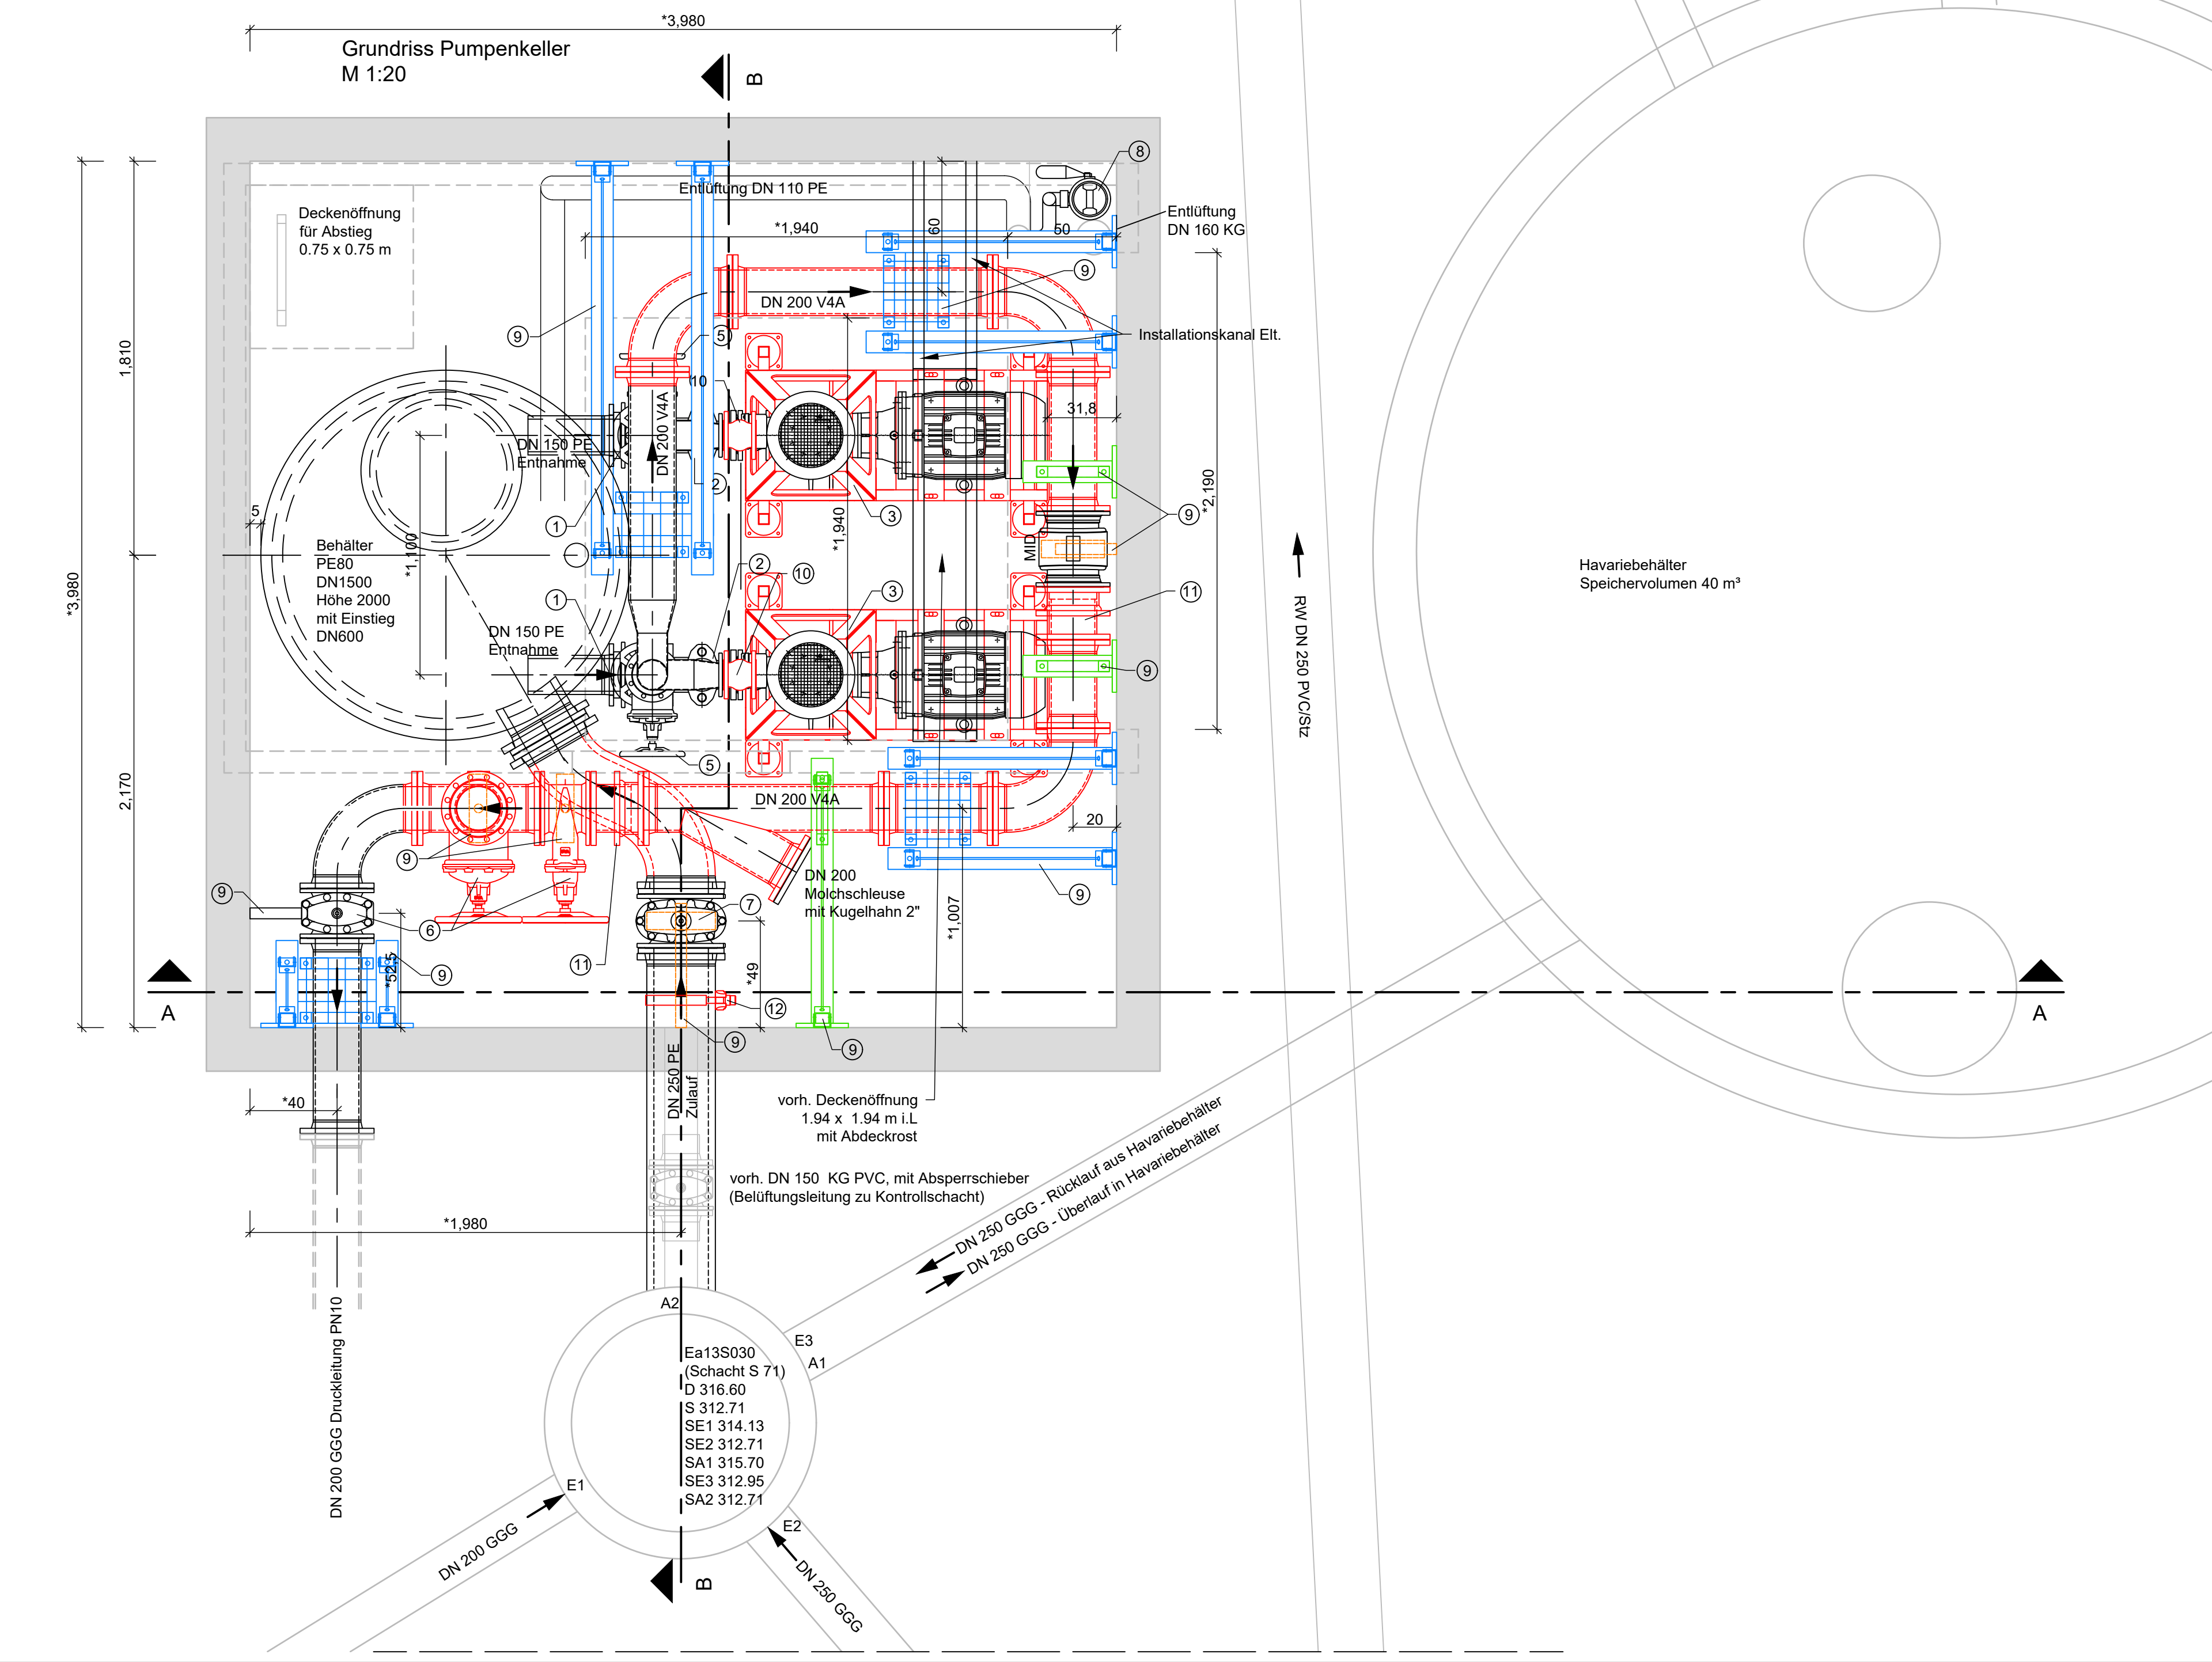 *3,980
Grundriss Pumpenkeller
M 1:20
B
8
Entlüftung DN 110 PE
Deckenöffnung
für Abstieg
0.75 x 0.75 m
Entlüftung
DN 160 KG
*1,940
60
50
9
DN 200 V4A
9
5
Installationskanal Elt.
1,810
10
31,8
DN 200 V4A
DN 150 PE
Entnahme
2
*2,190
5
1
3
9
*1,940
MID
*1,100
Behälter
PE80
DN1500
Höhe 2000
mit Einstieg
DN600
*3,980
2
10
1
3
11
Havariebehälter
Speichervolumen 40 m³
RW DN 250 PVC/Stz
DN 150 PE
Entnahme
9
5
2,170
DN 200 V4A
20
9
DN 200
Molchschleuse
mit Kugelhahn 2"
9
9
7
6
*1,007
11
9
*52,5
*49
A
A
12
9
9
DN 250 PE
Zulauf
*40
vorh. Deckenöffnung
1.94 x 1.94 m i.L
mit Abdeckrost
vorh. DN 150 KG PVC, mit Absperrschieber
(Belüftungsleitung zu Kontrollschacht)
*1,980
DN 250 GGG - Rücklauf aus Havariebehälter
DN 250 GGG - Überlauf in Havariebehälter
DN 200 GGG Druckleitung PN10
A2
E3
A1
Ea13S030
(Schacht S 71)
D 316.60
S 312.71
SE1 314.13
SE2 312.71
SA1 315.70
SE3 312.95
SA2 312.71
E1
E2
DN 200 GGG
DN 250 GGG
B